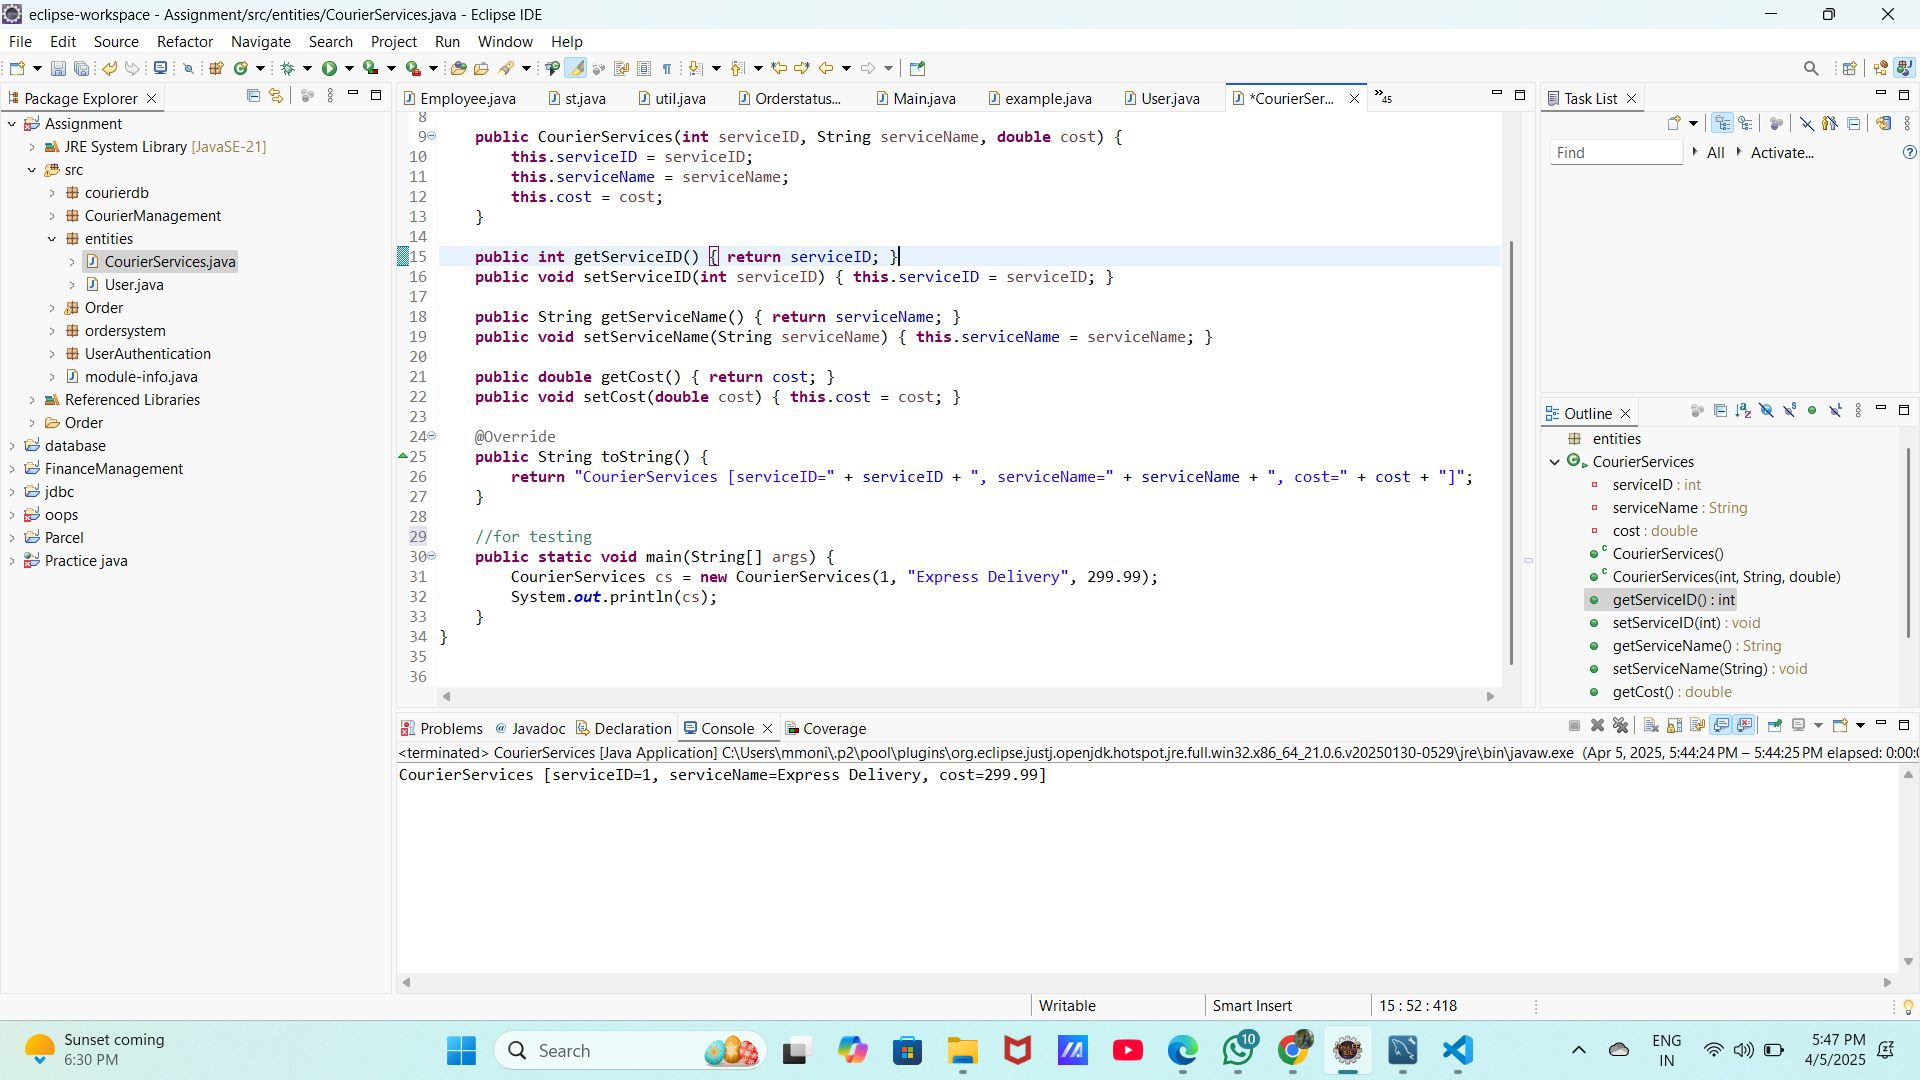 eclipse-workspace - Assignment/src/entities/CourierServices.java - Eclipse IDE
File Edit Source Refactor Navigate Search Project Run Window Help
Package Explorer
Assignment
JRE System Library [JavaSE-21]
src
courierdb
CourierManagement
entities
CourierServices.java
User.java
Order
ordersystem
UserAuthentication
module-info.java
Referenced Libraries
Order
database
FinanceManagement
jdbc
oops
Parcel
Practice java
Employee.java st.java util.java Orderstatus... Main.java example.java User.java *CourierSer... »45
8
9 public CourierServices(int serviceID, String serviceName, double cost) {
10 this.serviceID = serviceID;
11 this.serviceName = serviceName;
12 this.cost = cost;
13 }
14
15 public int getServiceID() { return serviceID; }
16 public void setServiceID(int serviceID) { this.serviceID = serviceID; }
17
18 public String getServiceName() { return serviceName; }
19 public void setServiceName(String serviceName) { this.serviceName = serviceName; }
20
21 public double getCost() { return cost; }
22 public void setCost(double cost) { this.cost = cost; }
23
24 @Override
25 public String toString() {
26 return "CourierServices [serviceID=" + serviceID + ", serviceName=" + serviceName + ", cost=" + cost + "]";
27 }
28
29 //for testing
30 public static void main(String[] args) {
31 CourierServices cs = new CourierServices(1, "Express Delivery", 299.99);
32 System.out.println(cs);
33 }
34 }
35
36
Task List
Find All Activate...
Outline
entities
CourierServices
serviceID : int
serviceName : String
cost : double
CourierServices()
CourierServices(int, String, double)
getServiceID() : int
setServiceID(int) : void
getServiceName() : String
setServiceName(String) : void
getCost() : double
Problems @ Javadoc Declaration Console Coverage
<terminated> CourierServices [Java Application] C:\Users\mmoni\.p2\pool\plugins\org.eclipse.justj.openjdk.hotspot.jre.full.win32.x86_64_21.0.6.v20250130-0529\jre\bin\javaw.exe (Apr 5, 2025, 5:44:24 PM – 5:44:25 PM elapsed: 0:00:0
CourierServices [serviceID=1, serviceName=Express Delivery, cost=299.99]
Writable Smart Insert 15 : 52 : 418
Sunset coming
6:30 PM
Search
10
ENG
IN
5:47 PM
4/5/2025